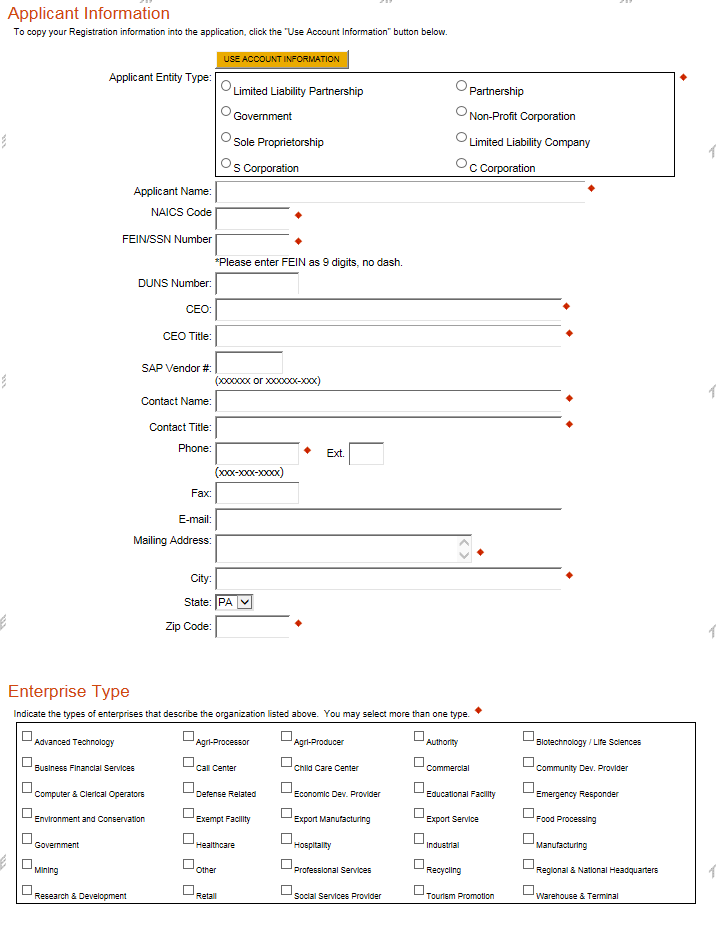 Applicant Information
To copy your Registration information into the application, click the "Use Account Information" button below.
USE ACCOUNT INFORMATION
Applicant Entity Type:
Limited Liability Partnership Partnership
Government Non-Profit Corporation
Sole Proprietorship Limited Liability Company
S Corporation C Corporation
Applicant Name:
NAICS Code
FEIN/SSN Number
*Please enter FEIN as 9 digits, no dash.
DUNS Number:
CEO:
CEO Title:
SAP Vendor #:
(xxxxxx or xxxxxx-xxx)
Contact Name:
Contact Title:
Phone: Ext.
(xxx-xxx-xxxx)
Fax:
E-mail:
Mailing Address:
City:
State: PA
Zip Code:
Enterprise Type
Indicate the types of enterprises that describe the organization listed above. You may select more than one type.
Advanced Technology Agri-Processor Agri-Producer Authority Biotechnology / Life Sciences
Business Financial Services Call Center Child Care Center Commercial Community Dev. Provider
Computer & Clerical Operators Defense Related Economic Dev. Provider Educational Facility Emergency Responder
Environment and Conservation Exempt Facility Export Manufacturing Export Service Food Processing
Government Healthcare Hospitality Industrial Manufacturing
Mining Other Professional Services Recycling Regional & National Headquarters
Research & Development Retail Social Services Provider Tourism Promotion Warehouse & Terminal